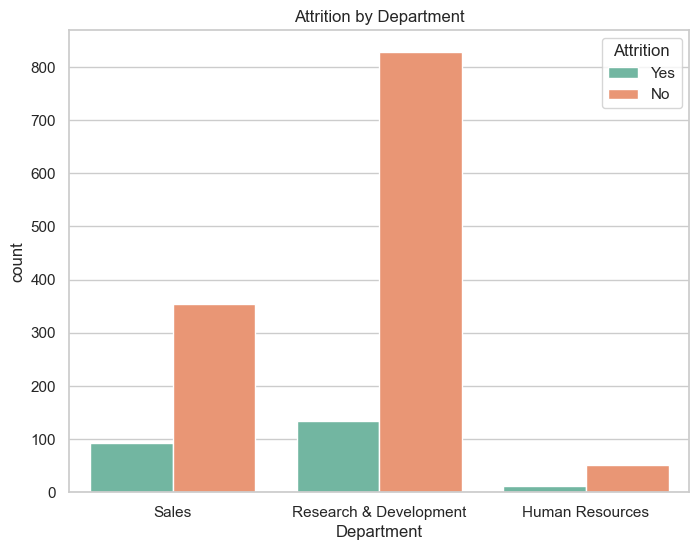 Attrition by Department
Attrition
Yes
No
count
800
700
600
500
400
300
200
100
0
Sales
Research & Development
Human Resources
Department